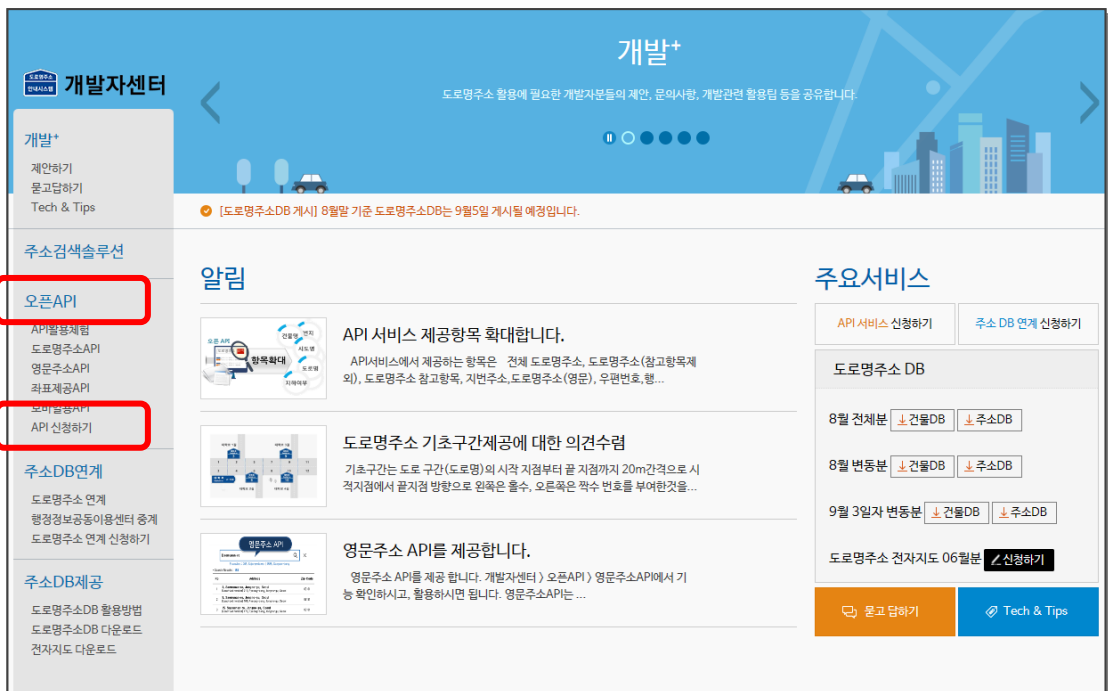 도로명주소
안내시스템
개발자센터
개발+
제안하기
묻고답하기
Tech & Tips
주소검색솔루션
오픈API
API활용체험
도로명주소API
영문주소API
좌표제공API
모바일용API
API 신청하기
주소DB연계
도로명주소 연계
행정정보공동이용센터 중계
도로명주소 연계 신청하기
주소DB제공
도로명주소DB 활용방법
도로명주소DB 다운로드
전자지도 다운로드
개발+
도로명주소 활용에 필요한 개발자분들의 제안, 문의사항, 개발관련 활용팁 등을 공유합니다.
[도로명주소DB 게시] 8월말 기준 도로명주소DB는 9월5일 게시될 예정입니다.
알림
오픈 API
건물명
번지
시도명
항목확대
도로명
지하여부
API 서비스 제공항목 확대합니다.
API서비스에서 제공하는 항목은 전체 도로명주소, 도로명주소(참고항목제
외), 도로명주소 참고항목, 지번주소,도로명주소(영문), 우편번호,행...
도로명주소 기초구간제공에 대한 의견수렴
기초구간는 도로 구간(도로명)의 시작 지점부터 끝 지점까지 20m간격으로 시
작지점에서 끝지점 방향으로 왼쪽은 홀수, 오른쪽은 짝수 번호를 부여한것을...
영문주소 API
영문주소 API를 제공합니다.
영문주소 API를 제공 합니다. 개발자센터 > 오픈API > 영문주소API에서 기
능 확인하시고, 활용하시면 됩니다. 영문주소API는 ...
주요서비스
API 서비스 신청하기
주소 DB 연계 신청하기
도로명주소 DB
8월 전체분 건물DB 주소DB
8월 변동분 건물DB 주소DB
9월 3일자 변동분 건물DB 주소DB
도로명주소 전자지도 06월분 신청하기
묻고 답하기
Tech & Tips